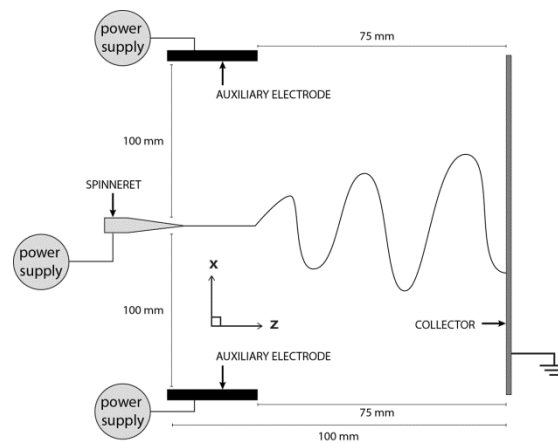 power
supply
75 mm
AUXILIARY ELECTRODE
100 mm
SPINNERET
power
supply
X
Z
100 mm
COLLECTOR
AUXILIARY ELECTRODE
power
supply
75 mm
100 mm